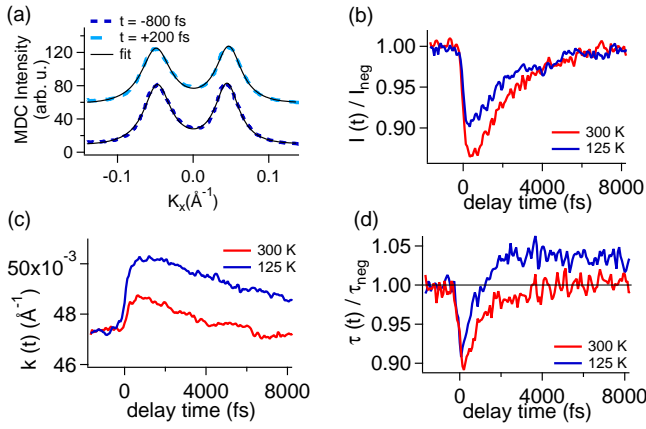 (a)
t = -800 fs
t = +200 fs
fit
MDC Intensity
(arb. u.)
120
80
40
0
-0.1
0.0
0.1
Kₓ(Å⁻¹)
(b)
I (t) / Iₙₑg
1.00
0.95
0.90
300 K
125 K
0
4000
8000
delay time (fs)
(c)
k (t) (Å⁻¹)
50x10⁻³
48
46
300 K
125 K
0
4000
8000
delay time (fs)
(d)
τ (t) / τₙₑg
1.05
1.00
0.95
0.90
300 K
125 K
0
4000
8000
delay time (fs)